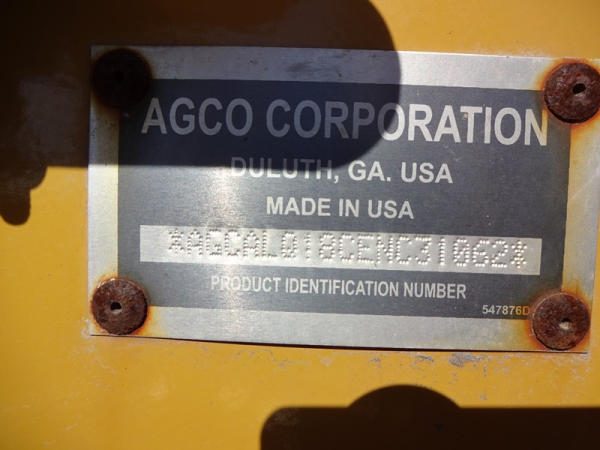 AGCO CORPORATION
DULUTH, GA. USA
MADE IN USA
*AGCAL018CENC31062*
PRODUCT IDENTIFICATION NUMBER
547876D